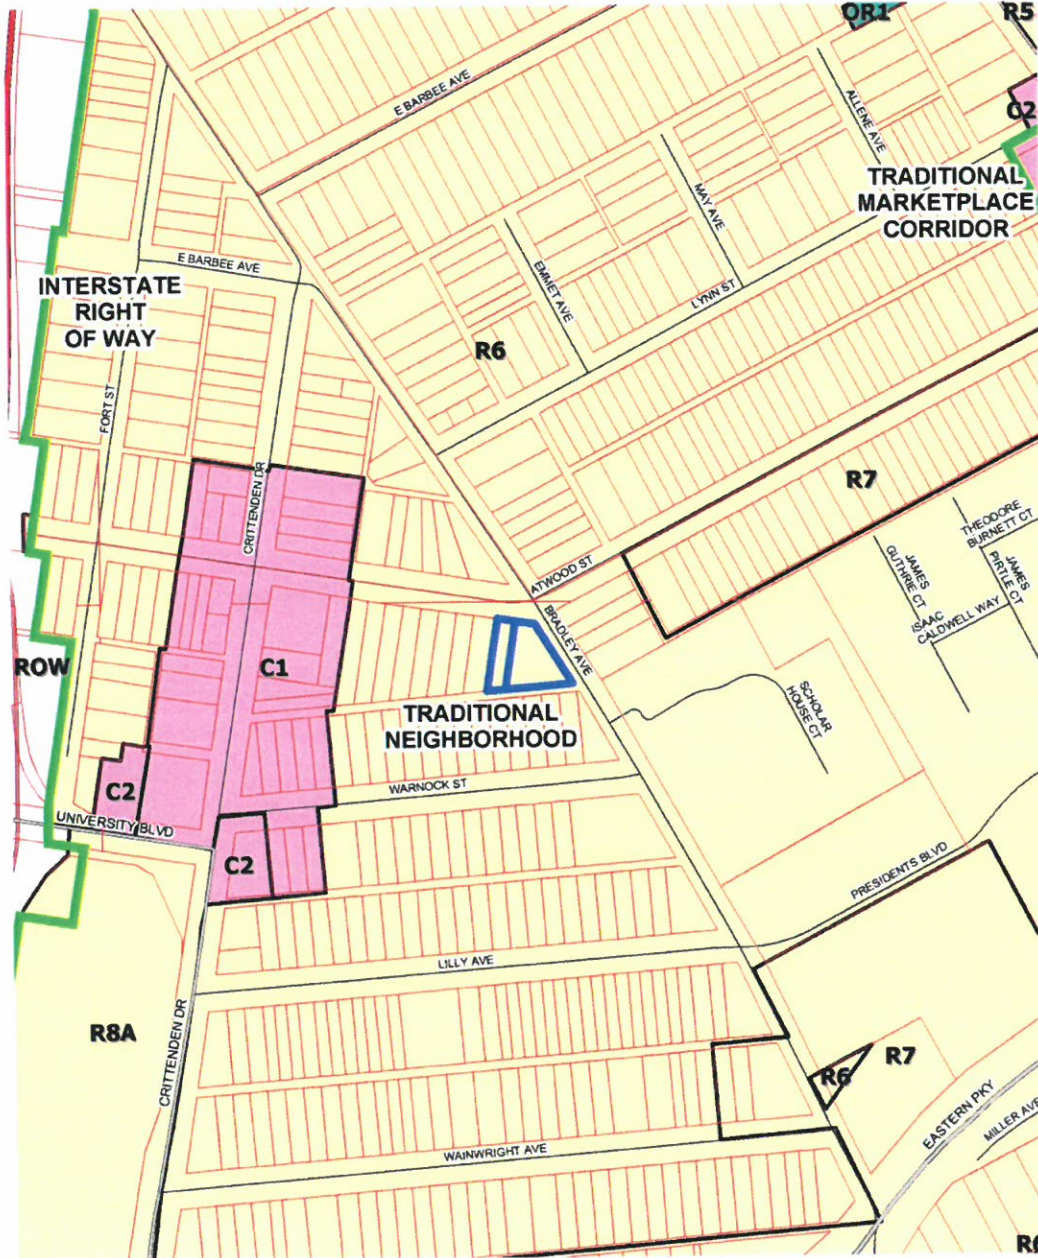 OR1
R5
E BARBEE AVE
ALLENE AVE
C2
MAY AVE
TRADITIONAL
MARKETPLACE
CORRIDOR
E BARBEE AVE
INTERSTATE
RIGHT
OF WAY
EMMET AVE
LYNN ST
R6
FORT ST
CRITTENDEN DR
R7
THEODORE
BURNETT CT
JAMES
GUTHRIE CT
JAMES
PIRTLE CT
ISAAC
CALDWELL WAY
ATWOOD ST
BRADLEY AVE
ROW
C1
SCHOLAR
HOUSE CT
TRADITIONAL
NEIGHBORHOOD
C2
WARNOCK ST
UNIVERSITY BLVD
C2
PRESIDENTS BLVD
LILLY AVE
R8A
CRITTENDEN DR
R6
R7
EASTERN PKY
MILLER AVE
WAINWRIGHT AVE
R6